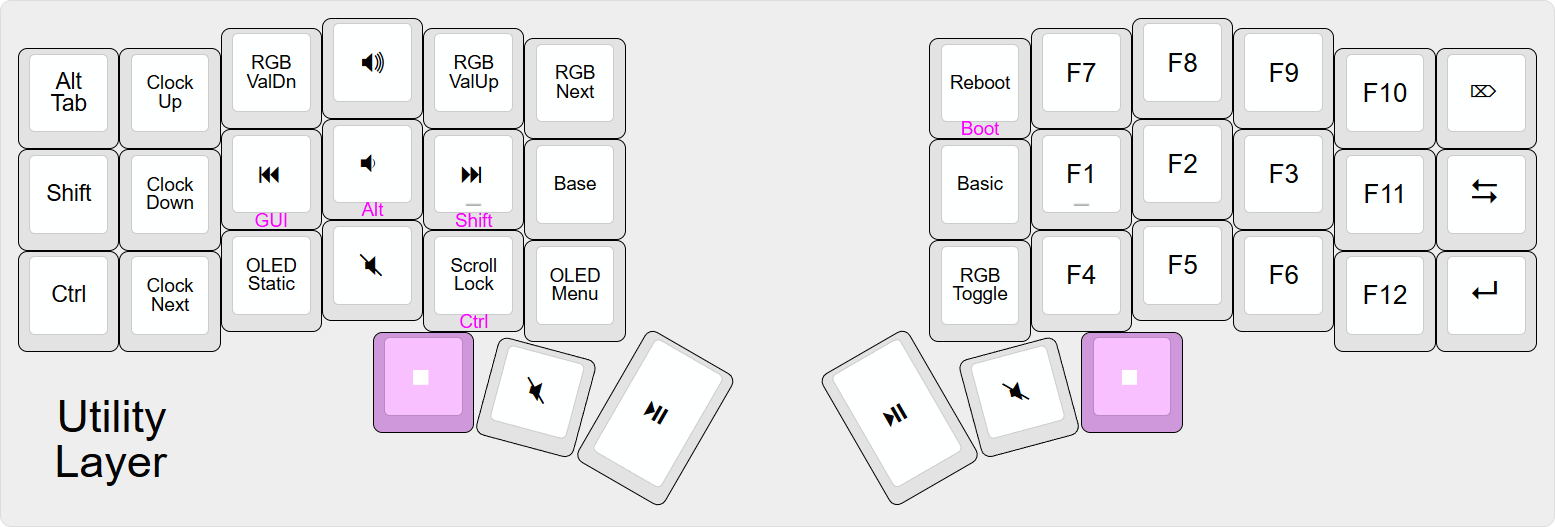 Alt
Tab
Clock
Up
RGB
ValDn
RGB
ValUp
RGB
Next
Reboot
Boot
F7
F8
F9
F10
Shift
Clock
Down
GUI
Alt
Shift
Base
Basic
F1
F2
F3
F11
Ctrl
Clock
Next
OLED
Static
Scroll
Lock
Ctrl
OLED
Menu
RGB
Toggle
F4
F5
F6
F12
Utility
Layer